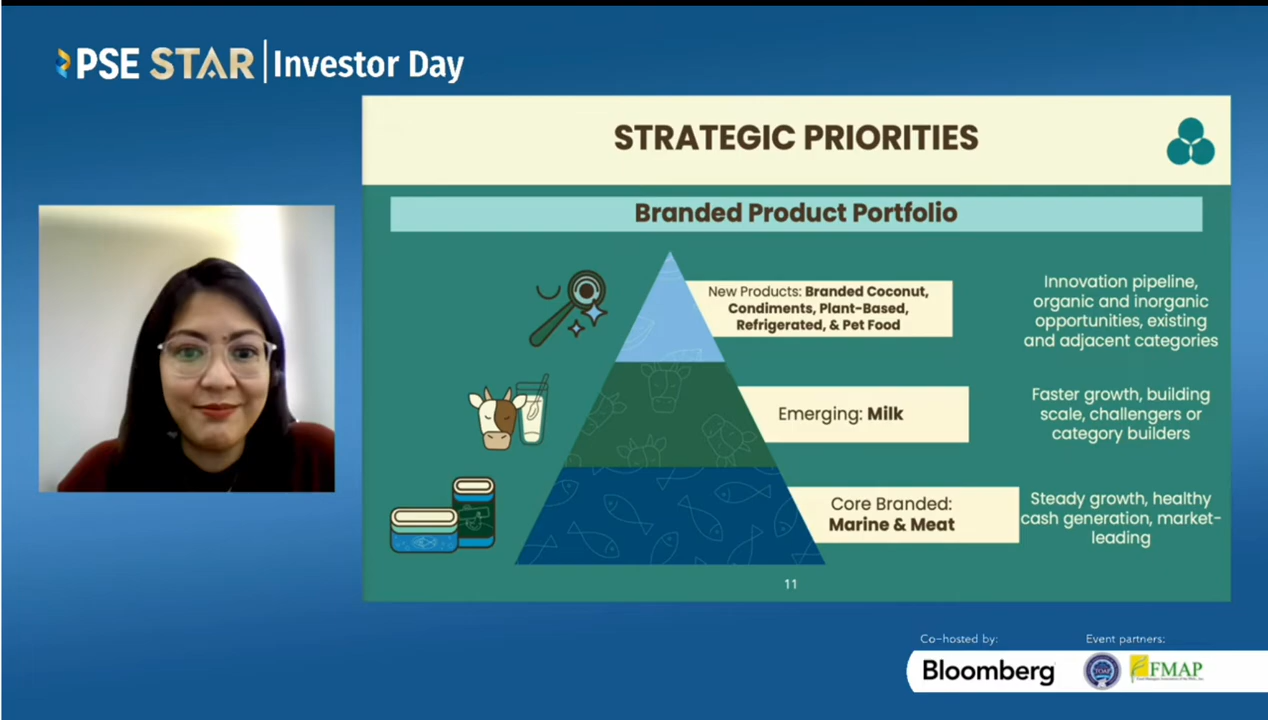 PSE STAR | Investor Day
STRATEGIC PRIORITIES
Branded Product Portfolio
New Products: Branded Coconut,
Condiments, Plant-Based,
Refrigerated, & Pet Food
Innovation pipeline,
organic and inorganic
opportunities, existing
and adjacent categories
Emerging: Milk
Faster growth, building
scale, challengers or
category builders
Core Branded:
Marine & Meat
Steady growth, healthy
cash generation, market-
leading
11
Co-hosted by:
Bloomberg
Event partners:
FMAP